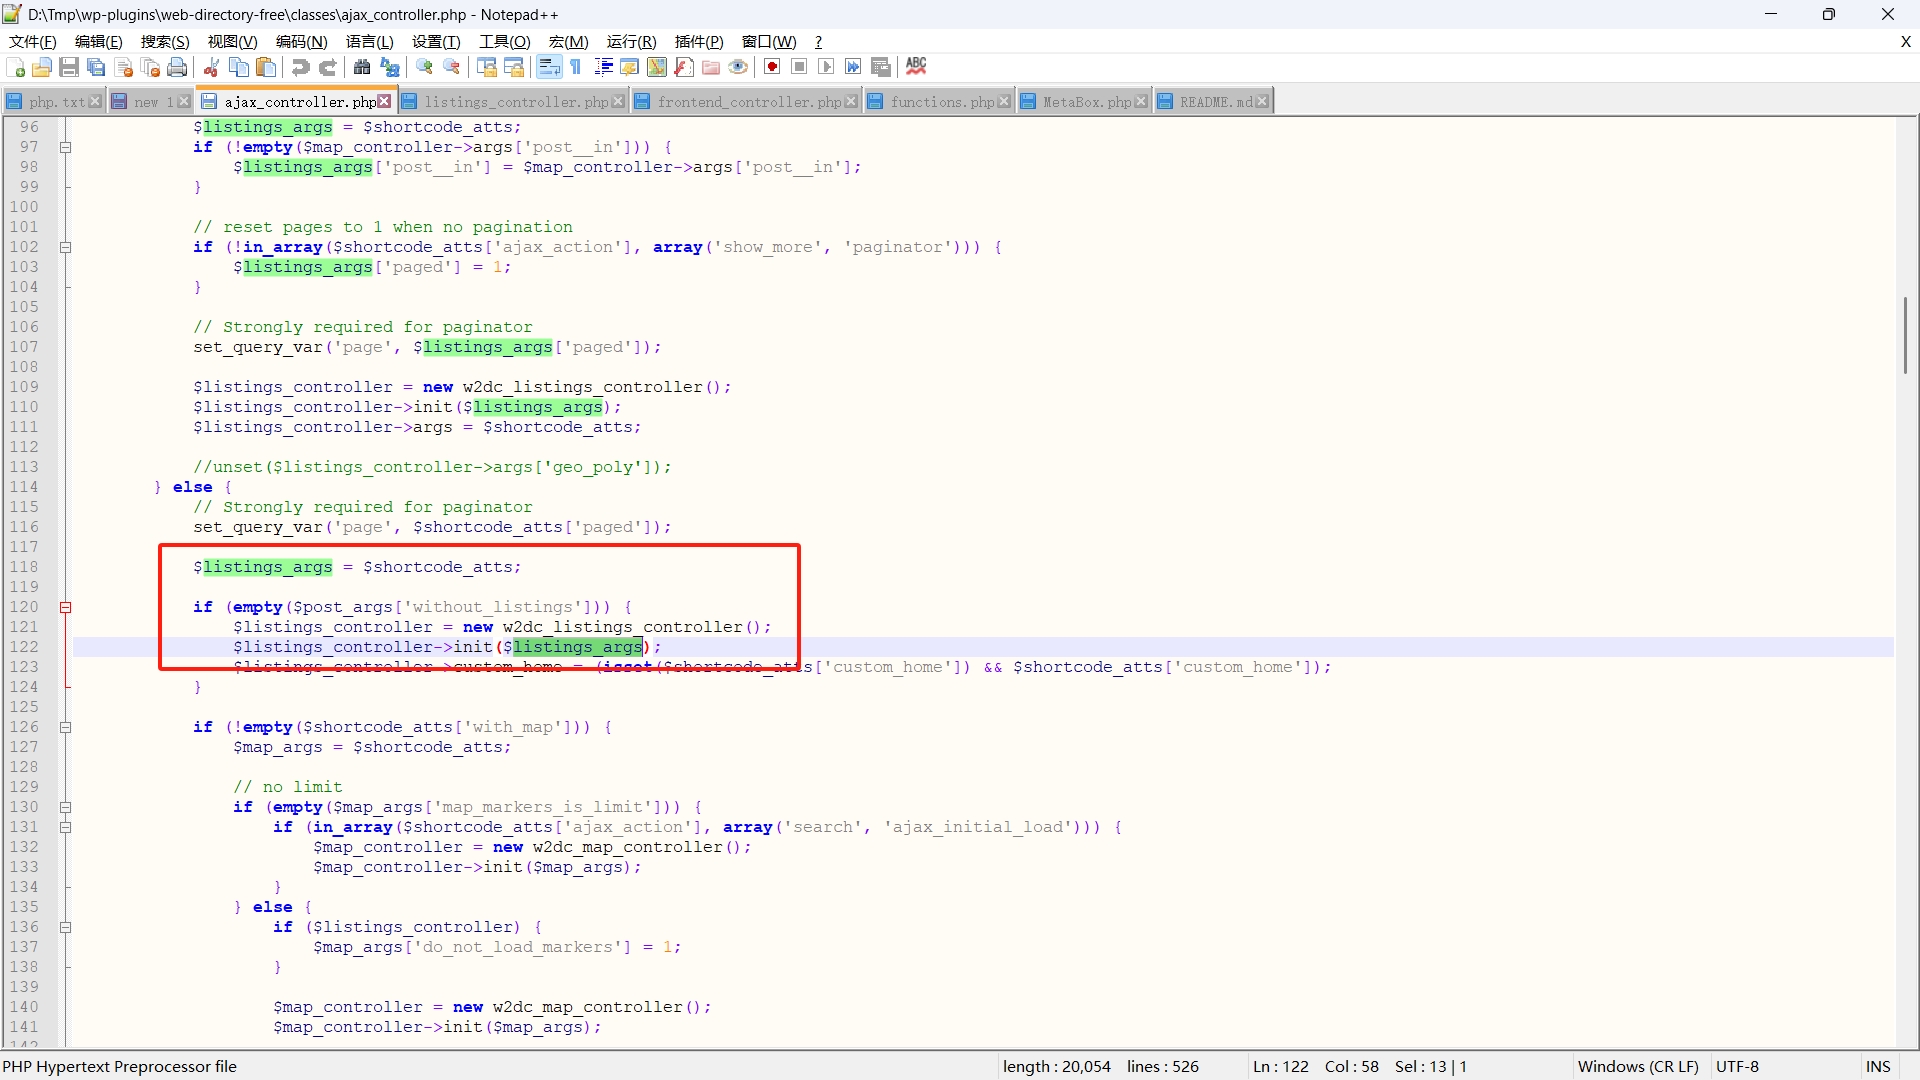 D:\Tmp\wp-plugins\web-directory-free\classes\ajax_controller.php - Notepad++
文件(F) 编辑(E) 搜索(S) 视图(V) 编码(N) 语言(L) 设置(T) 工具(O) 宏(M) 运行(R) 插件(P) 窗口(W) ? X
ABC
php.txt new 1 ajax_controller.php listings_controller.php frontend_controller.php functions.php MetaBox.php README.md
96 $listings_args = $shortcode_atts;
97 if (!empty($map_controller->args['post__in'])) {
98 $listings_args['post__in'] = $map_controller->args['post__in'];
99 }
100
101 // reset pages to 1 when no pagination
102 if (!in_array($shortcode_atts['ajax_action'], array('show_more', 'paginator'))) {
103 $listings_args['paged'] = 1;
104 }
105
106 // Strongly required for paginator
107 set_query_var('page', $listings_args['paged']);
108
109 $listings_controller = new w2dc_listings_controller();
110 $listings_controller->init($listings_args);
111 $listings_controller->args = $shortcode_atts;
112
113 //unset($listings_controller->args['geo_poly']);
114 } else {
115 // Strongly required for paginator
116 set_query_var('page', $shortcode_atts['paged']);
117
118 $listings_args = $shortcode_atts;
119
120 if (empty($post_args['without_listings'])) {
121 $listings_controller = new w2dc_listings_controller();
122 $listings_controller->init($listings_args);
123 $listings_controller->custom_home = (isset($shortcode_atts['custom_home']) && $shortcode_atts['custom_home']);
124 }
125
126 if (!empty($shortcode_atts['with_map'])) {
127 $map_args = $shortcode_atts;
128
129 // no limit
130 if (empty($map_args['map_markers_is_limit'])) {
131 if (in_array($shortcode_atts['ajax_action'], array('search', 'ajax_initial_load'))) {
132 $map_controller = new w2dc_map_controller();
133 $map_controller->init($map_args);
134 }
135 } else {
136 if ($listings_controller) {
137 $map_args['do_not_load_markers'] = 1;
138 }
139
140 $map_controller = new w2dc_map_controller();
141 $map_controller->init($map_args);
142
PHP Hypertext Preprocessor file length : 20,054 lines : 526 Ln : 122 Col : 58 Sel : 13 | 1 Windows (CR LF) UTF-8 INS